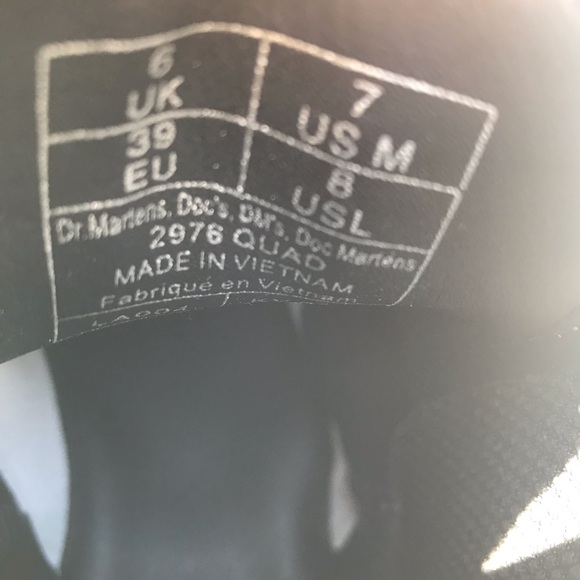 6 UK
7 US M
39 EU
8 USL
Dr.Martens, Doc's, DM's, Doc Martens
2976 QUAD
MADE IN VIETNAM
Fabriqué en Vietnam